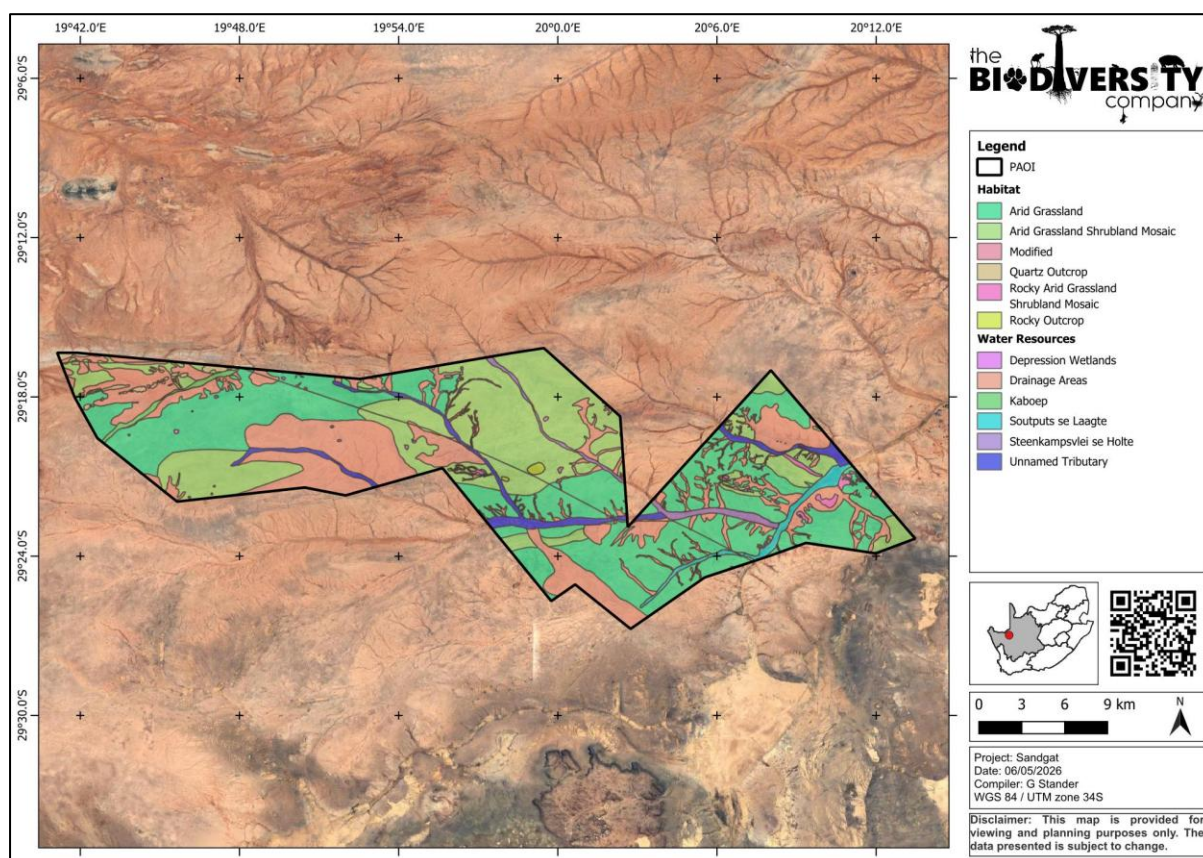 19°42.0'E 19°48.0'E 19°54.0'E 20°0.0'E 20°6.0'E 20°12.0'E
29°6.0'S
29°12.0'S
29°18.0'S
29°24.0'S
29°30.0'S
the
BIODIVERSITY
company
Legend
PAOI
Habitat
Arid Grassland
Arid Grassland Shrubland Mosaic
Modified
Quartz Outcrop
Rocky Arid Grassland
Shrubland Mosaic
Rocky Outcrop
Water Resources
Depression Wetlands
Drainage Areas
Kaboep
Soutputs se Laagte
Steenkampsvlei se Holte
Unnamed Tributary
0 3 6 9 km
N
Project: Sandgat
Date: 06/05/2026
Compiler: G Stander
WGS 84 / UTM zone 34S
Disclaimer: This map is provided for
viewing and planning purposes only. The
data presented is subject to change.